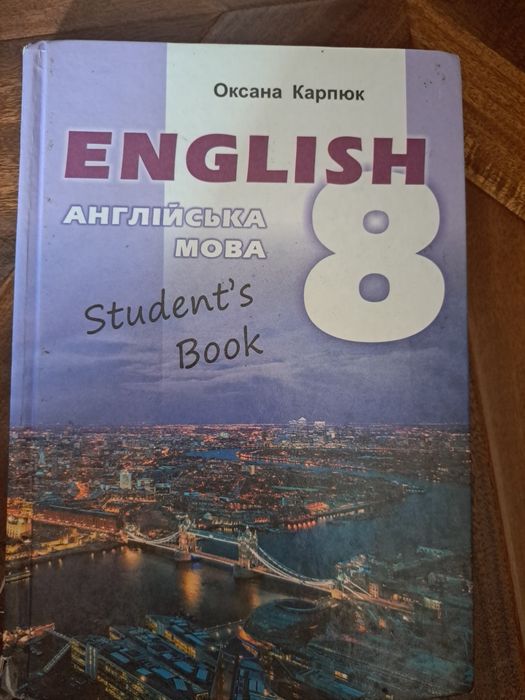 Оксана Карпюк
ENGLISH
8
АНГЛІЙСЬКА
МОВА
Student's
Book